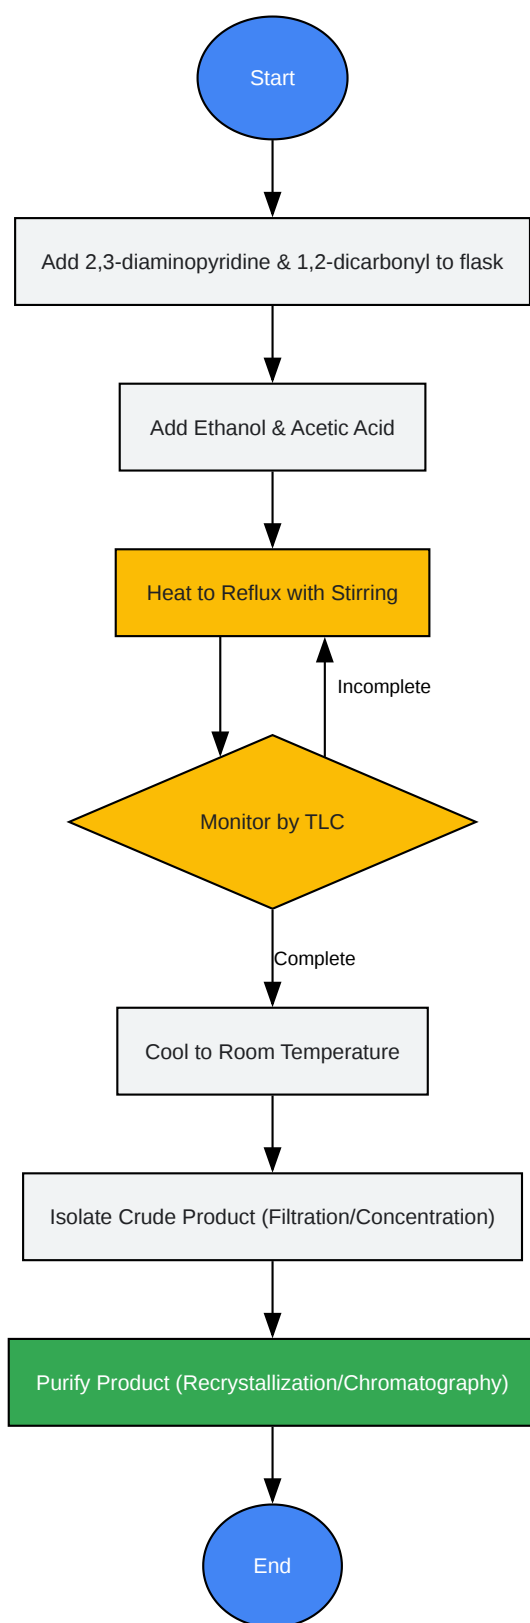 Start
Add 2,3-diaminopyridine & 1,2-dicarbonyl to flask
Add Ethanol & Acetic Acid
Heat to Reflux with Stirring
Incomplete
Monitor by TLC
Complete
Cool to Room Temperature
Isolate Crude Product (Filtration/Concentration)
Purify Product (Recrystallization/Chromatography)
End